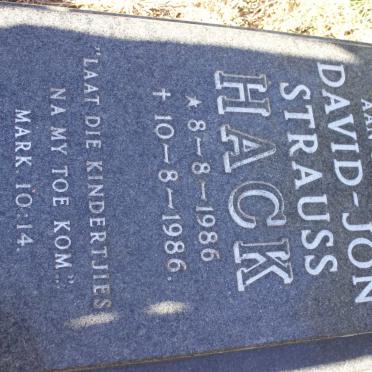 AAN
DAVID-JON
STRAUSS
HACK
★ 8-8-1986
✝ 10-8-1986.
"LAAT DIE KINDERTJIES
NA MY TOE KOM..."
MARK. 10:14.